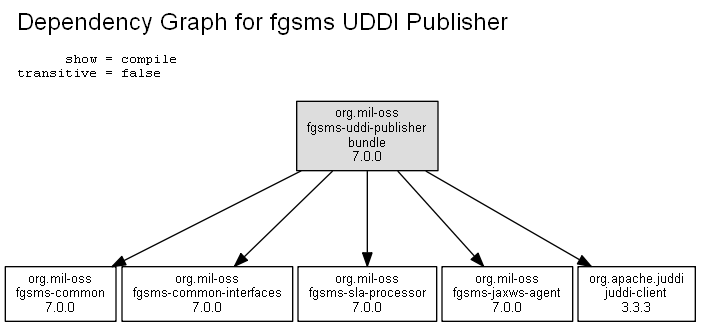 Dependency Graph for fgsms UDDI Publisher
show = compile
transitive = false
org.mil-oss
fgsms-uddi-publisher
bundle
7.0.0
org.mil-oss
fgsms-common
7.0.0
org.mil-oss
fgsms-common-interfaces
7.0.0
org.mil-oss
fgsms-sla-processor
7.0.0
org.mil-oss
fgsms-jaxws-agent
7.0.0
org.apache.juddi
juddi-client
3.3.3